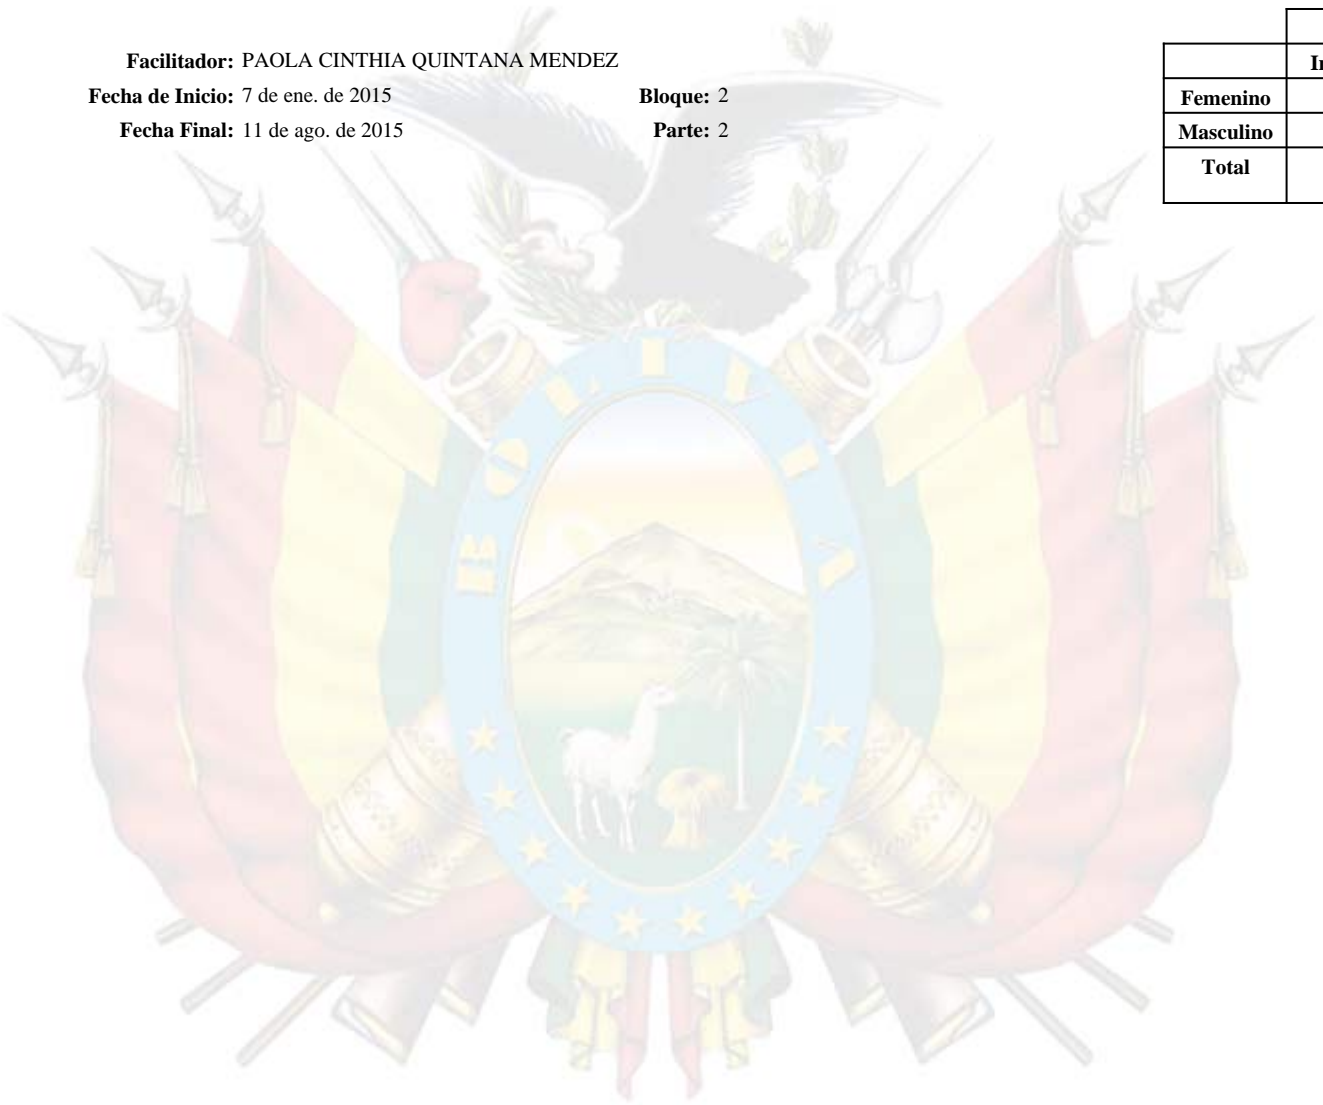 Facilitador: PAOLA CINTHIA QUINTANA MENDEZ
Fecha de Inicio: 7 de ene. de 2015 Bloque: 2
Fecha Final: 11 de ago. de 2015 Parte: 2
Femenino
Masculino
Total
BOLIVIA